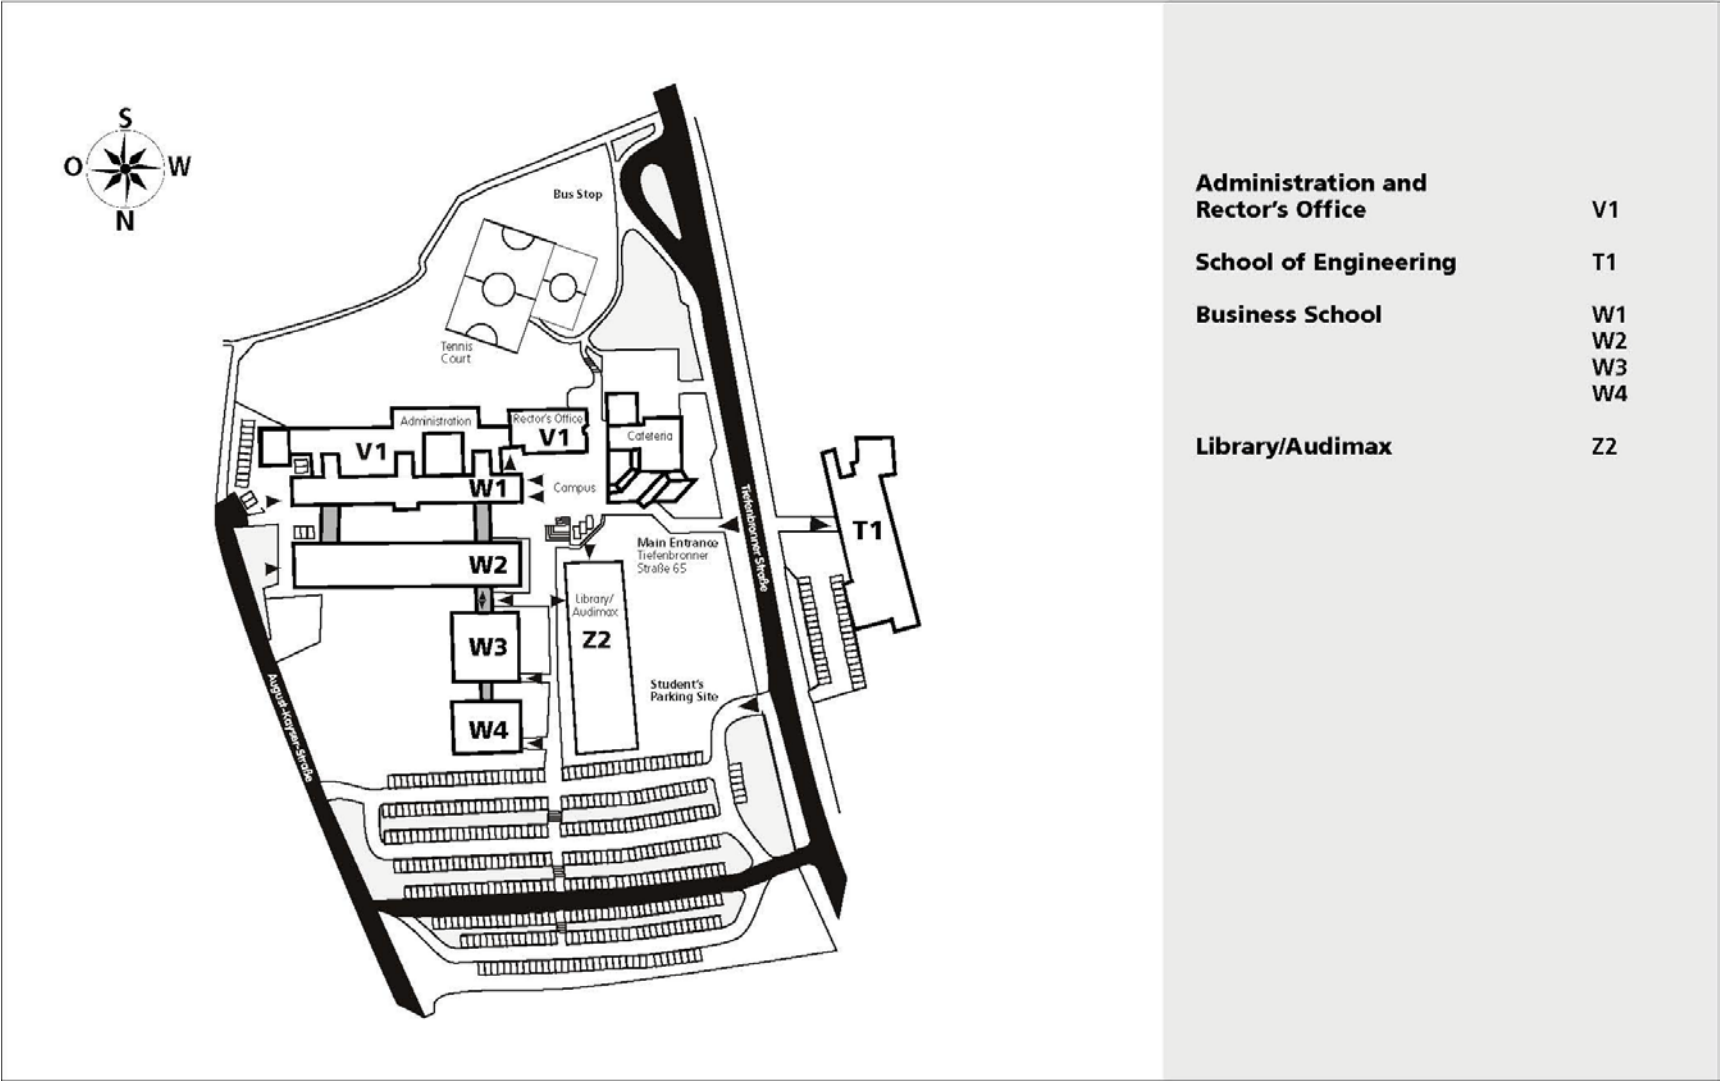 S
O
W
N
Bus Stop
Tennis
Court
Administration
Rector's Office
V1
V1
Cafeteria
W1
Campus
W2
Main Entrance
Tiefenbronner
Straße 65
Tiefenbronner Straße
T1
Library/
Audimax
Z2
W3
Student's
Parking Site
W4
August-Kayser-Straße
Administration and
Rector's Office V1
School of Engineering T1
Business School W1
W2
W3
W4
Library/Audimax Z2